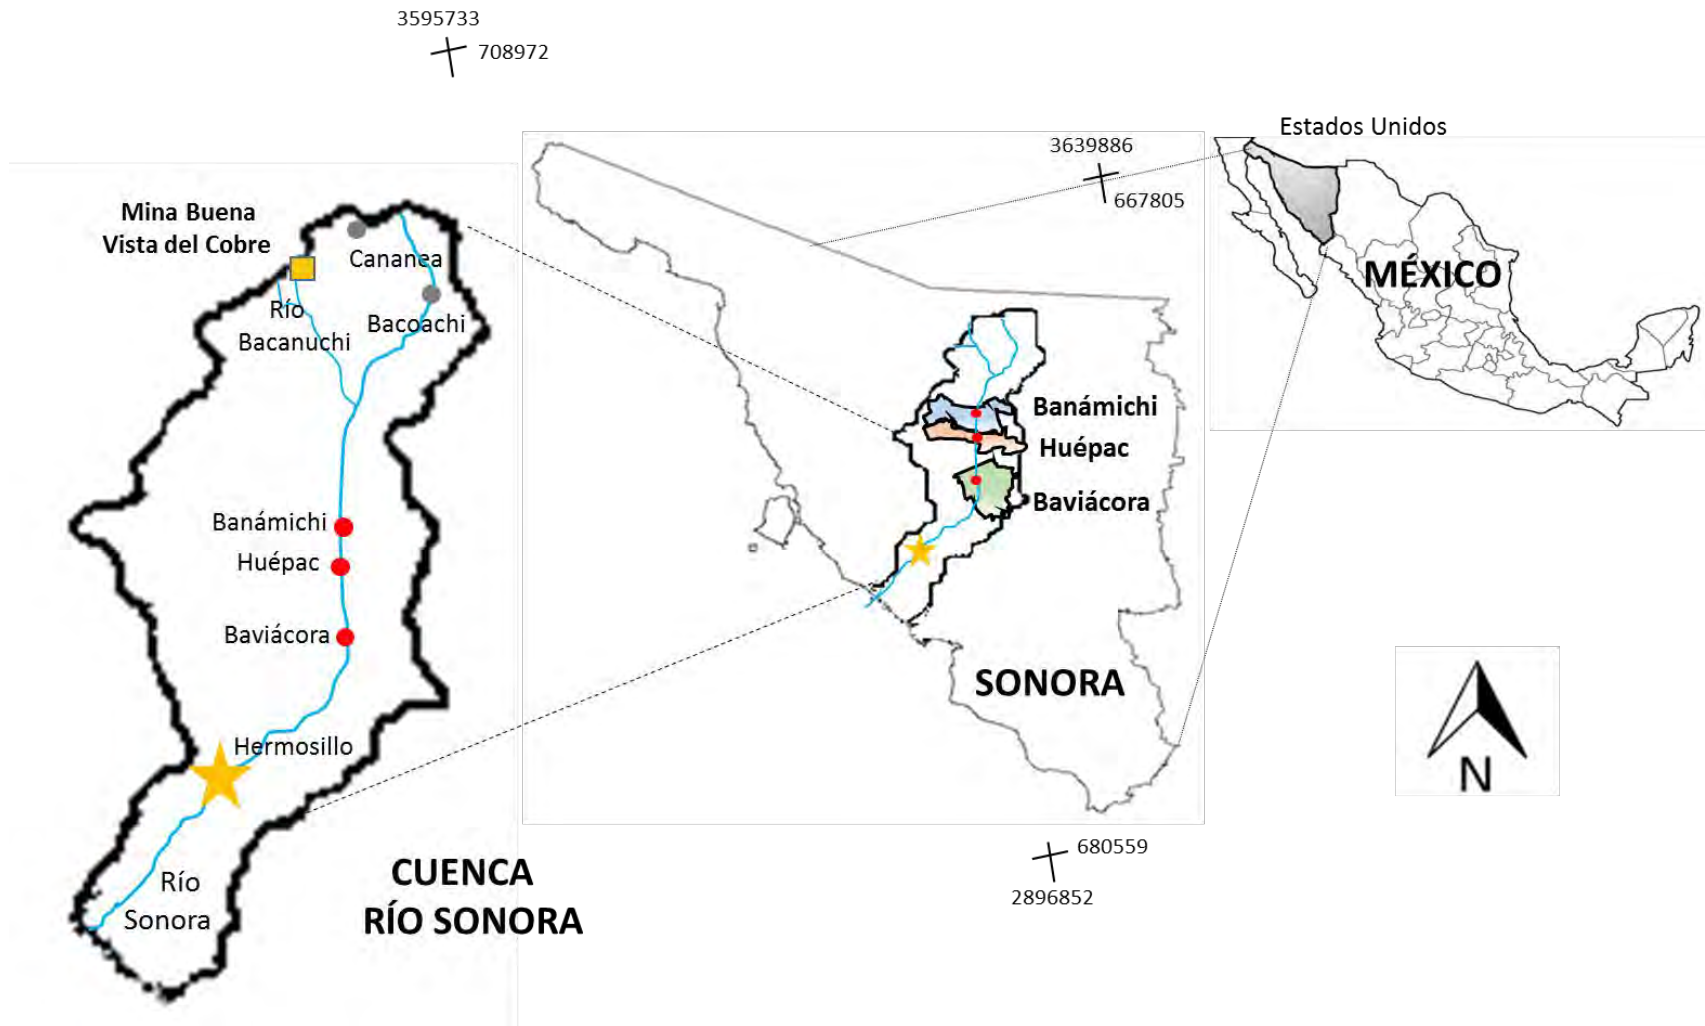 3595733
708972
Estados Unidos
3639886
667805
Mina Buena
Vista del Cobre
Cananea
MÉXICO
Río
Bacanuchi
Bacoachi
Banámichi
Huépac
Baviácora
Banámichi
Huépac
Baviácora
SONORA
Hermosillo
N
680559
2896852
CUENCA
RÍO SONORA
Río
Sonora